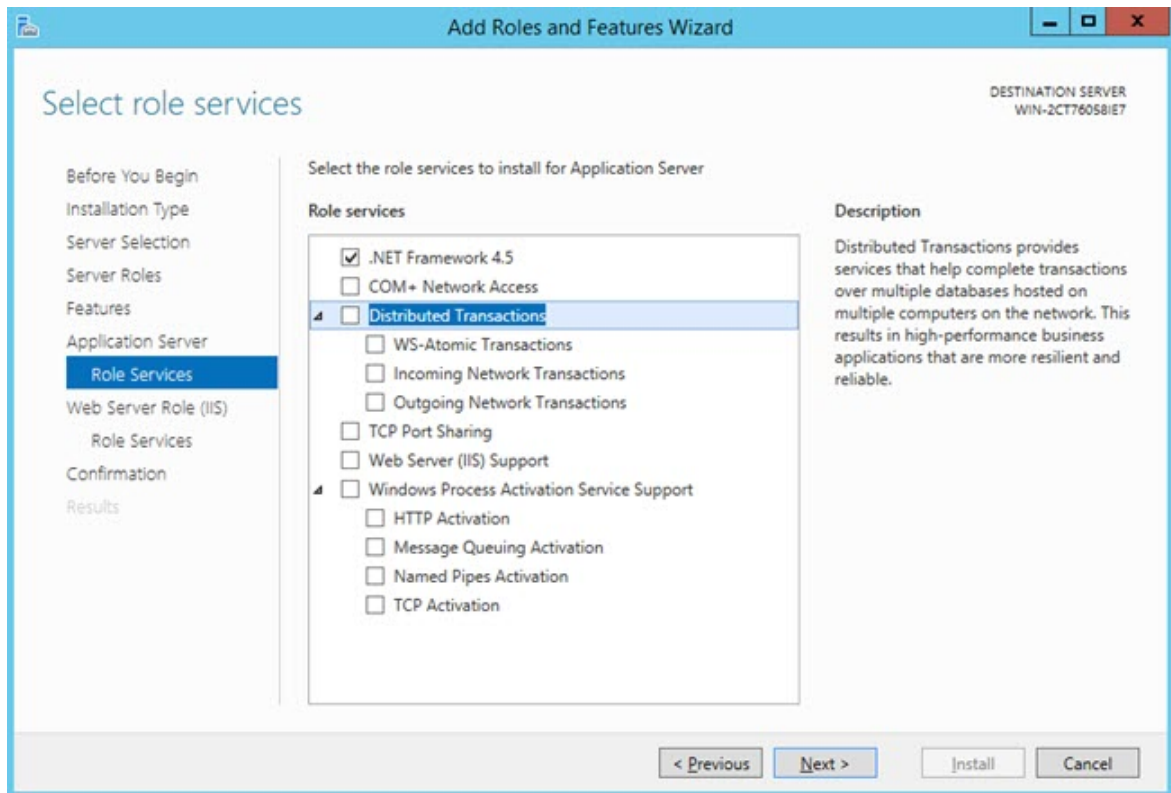 Add Roles and Features Wizard
Select role services
DESTINATION SERVER
WIN-2CT76058IE7
Before You Begin
Installation Type
Server Selection
Server Roles
Features
Application Server
Role Services
Web Server Role (IIS)
Role Services
Confirmation
Results
Select the role services to install for Application Server
Role services
.NET Framework 4.5
COM+ Network Access
Distributed Transactions
WS-Atomic Transactions
Incoming Network Transactions
Outgoing Network Transactions
TCP Port Sharing
Web Server (IIS) Support
Windows Process Activation Service Support
HTTP Activation
Message Queuing Activation
Named Pipes Activation
TCP Activation
Description
Distributed Transactions provides
services that help complete transactions
over multiple databases hosted on
multiple computers on the network. This
results in high-performance business
applications that are more resilient and
reliable.
< Previous
Next >
Install
Cancel